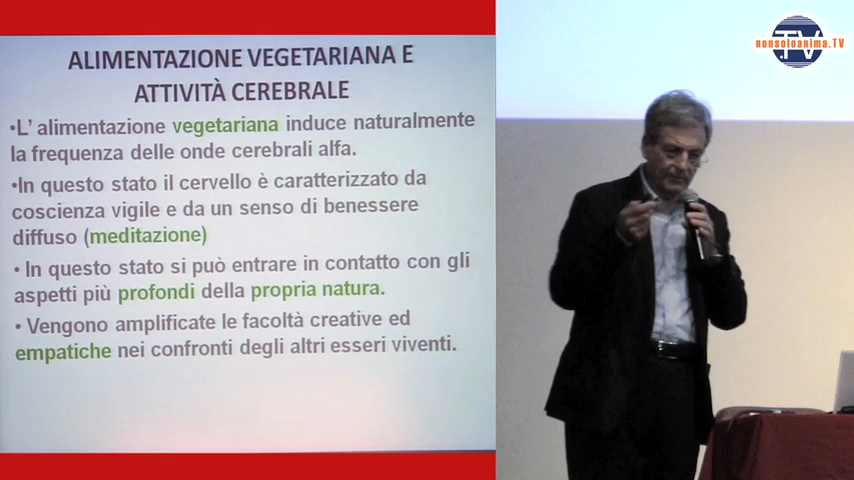 ALIMENTAZIONE VEGETARIANA E
ATTIVITÀ CEREBRALE
•L' alimentazione vegetariana induce naturalmente
la frequenza delle onde cerebrali alfa.
•In questo stato il cervello è caratterizzato da
coscienza vigile e da un senso di benessere
diffuso (meditazione)
• In questo stato si può entrare in contatto con gli
aspetti più profondi della propria natura.
• Vengono amplificate le facoltà creative ed
empatiche nei confronti degli altri esseri viventi.
.TV
nonsoloanima.TV